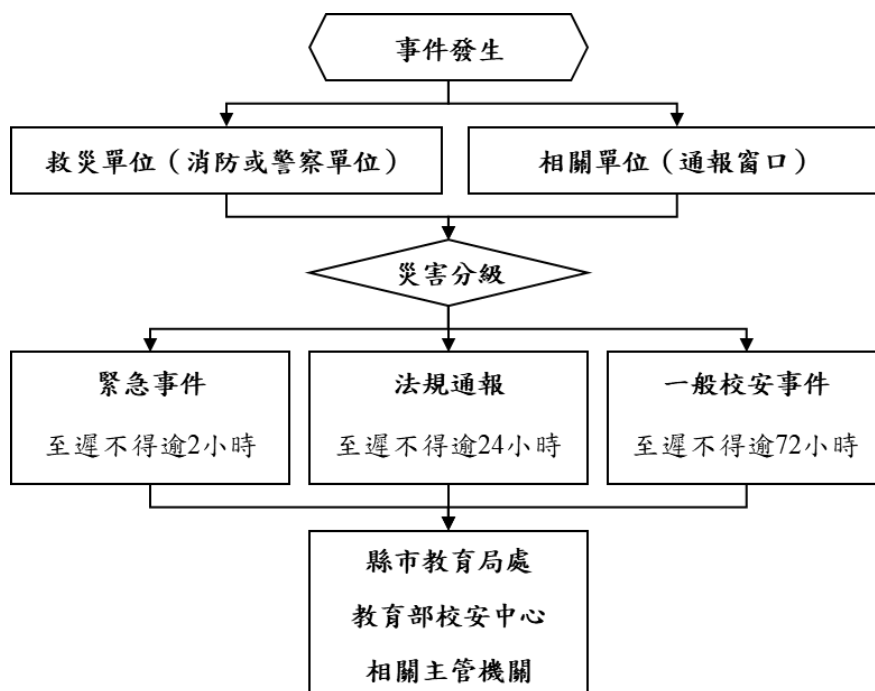 事件發生
救災單位（消防或警察單位）
相關單位（通報窗口）
災害分級
緊急事件
至遲不得逾2小時
法規通報
至遲不得逾24小時
一般校安事件
至遲不得逾72小時
縣市教育局處
教育部校安中心
相關主管機關